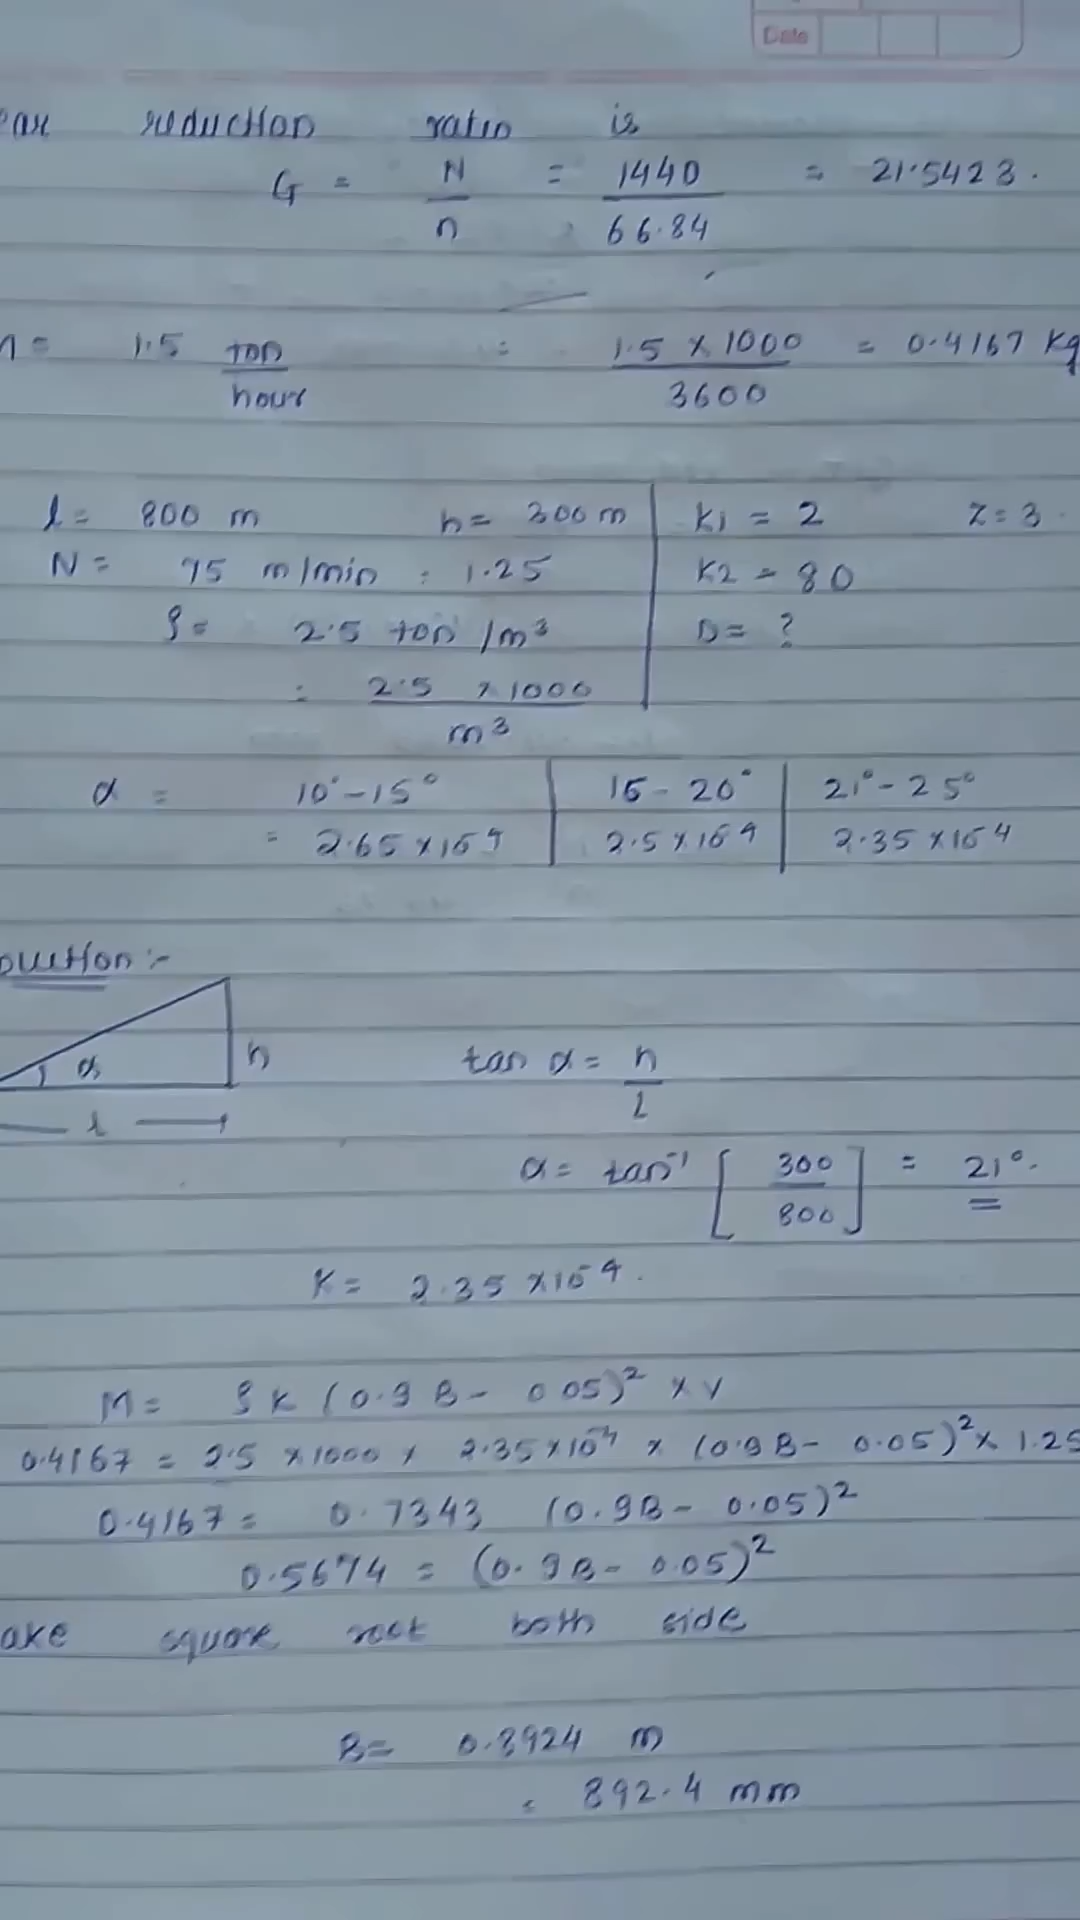 Date
reduction ratio is
G = N/n = 1440/66.84 = 21.5423.
= 1.5 ton/hour = 1.5 x 1000/3600 = 0.4167 kg
l = 800 m h = 300 m K1 = 2 Z = 3
N = 75 m/min = 1.25 K2 = 80
ρ = 2.5 ton/m³ D = ?
= 2.5 x 1000/m³
α = 10° - 15° | 15 - 20° | 21° - 25°
= 2.65 x 10⁻⁴ | 2.5 x 10⁻⁴ | 2.35 x 10⁻⁴
olution :-
α h
l
tan α = h/l
α = tan⁻¹ [300/800] = 21°.
K = 2.35 x 10⁻⁴.
M = ρ K (0.9 B - 0.05)² x V
0.4167 = 2.5 x 1000 x 2.35 x 10⁻⁴ x (0.9 B - 0.05)² x 1.25
0.4167 = 0.7343 (0.9B - 0.05)²
0.5674 = (0.9B - 0.05)²
ake square root both side
B = 0.8924 m
= 892.4 mm